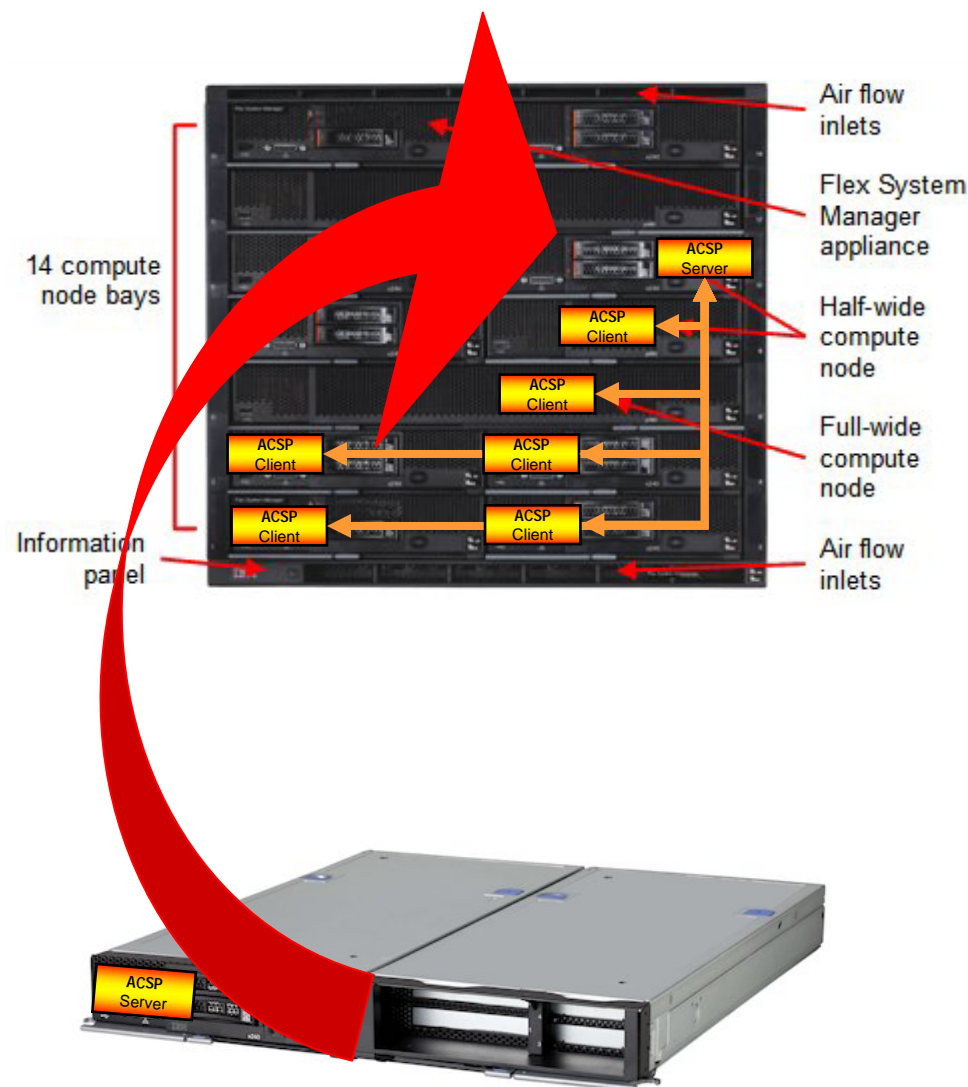 Air flow
inlets
Flex System
Manager
appliance
14 compute
node bays
ACSP
Server
Half-wide
compute
node
ACSP
Client
ACSP
Client
Full-wide
compute
node
ACSP
Client
ACSP
Client
ACSP
Client
ACSP
Client
Information
panel
Air flow
inlets
ACSP
Server